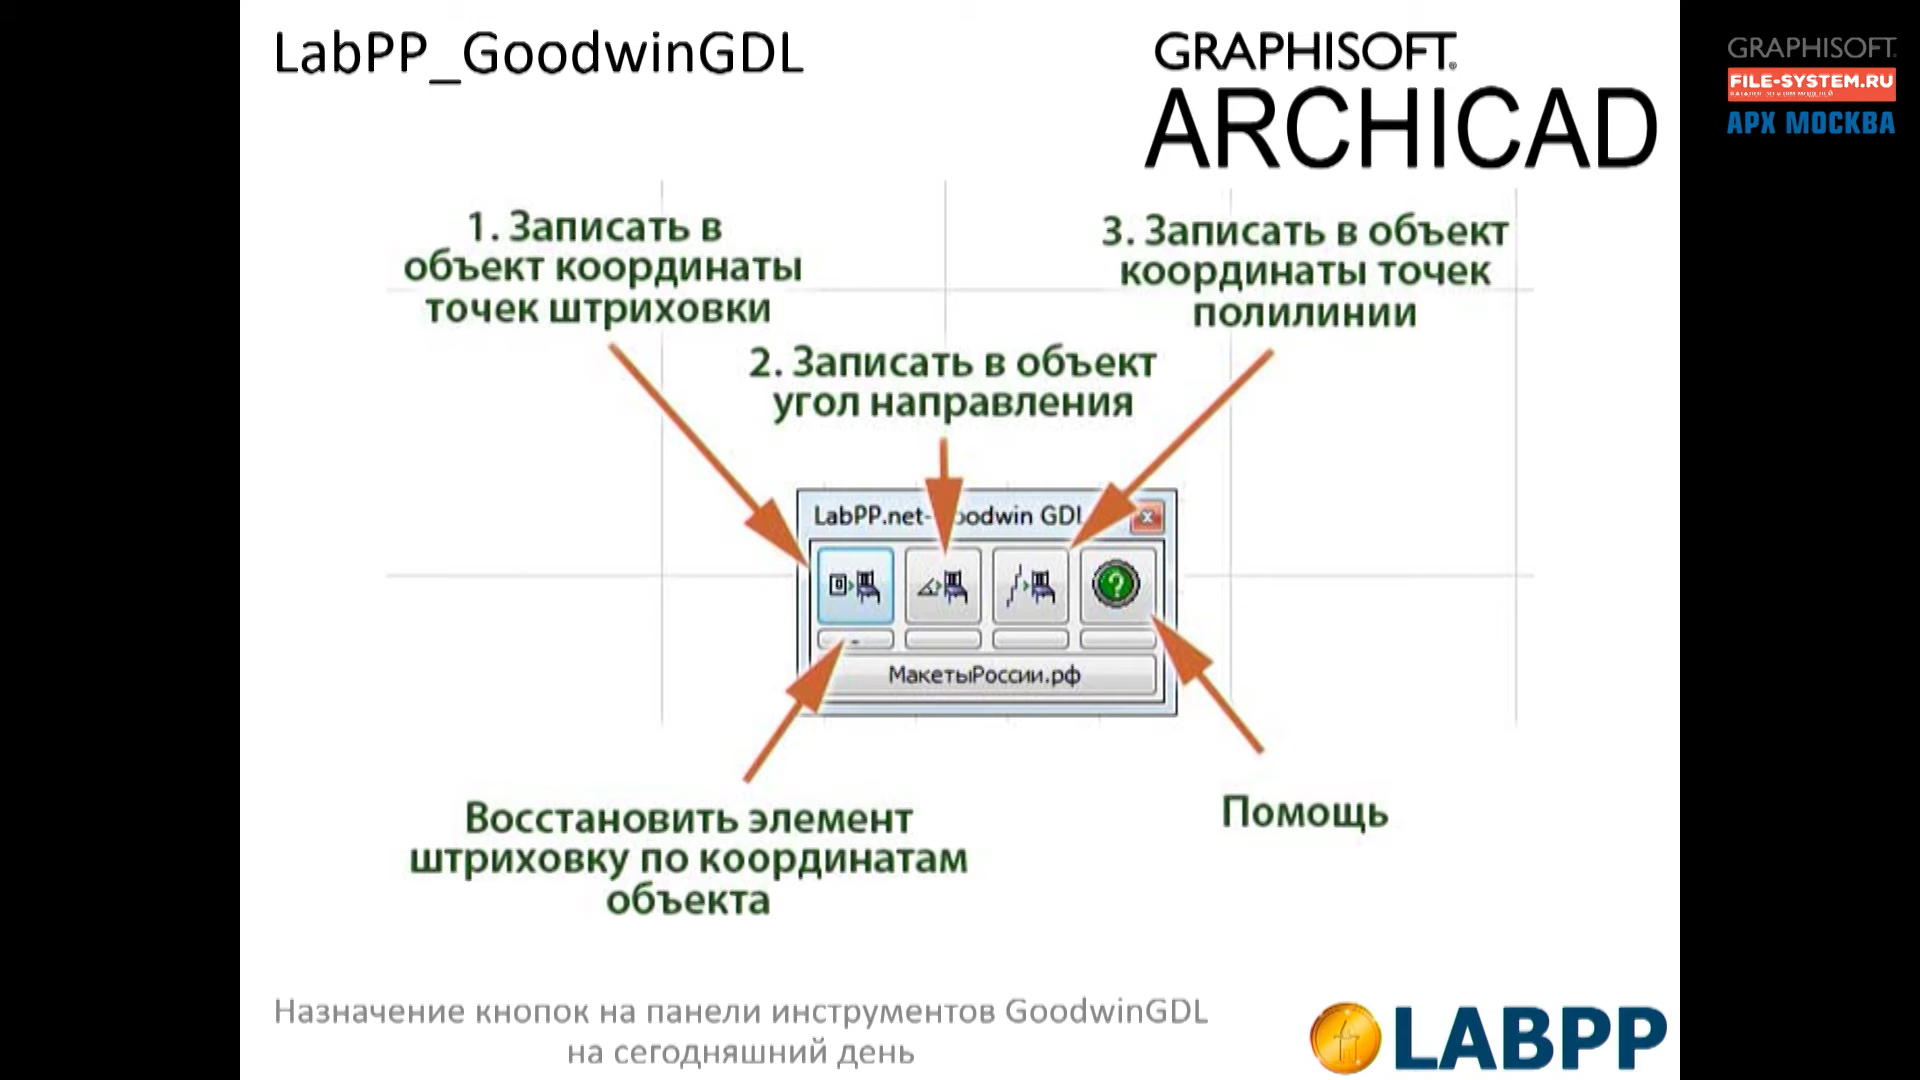 LabPP_GoodwinGDL
GRAPHISOFT®
ARCHICAD
GRAPHISOFT
FILE-SYSTEM.RU
АРХ МОСКВА
1. Записать в
объект координаты
точек штриховки
3. Записать в объект
координаты точек
полилинии
2. Записать в объект
угол направления
LabPP.net- GDL
x
?
МакетыРоссии.рф
Восстановить элемент
штриховку по координатам
объекта
Помощь
Назначение кнопок на панели инструментов GoodwinGDL
на сегодняшний день
LABPP